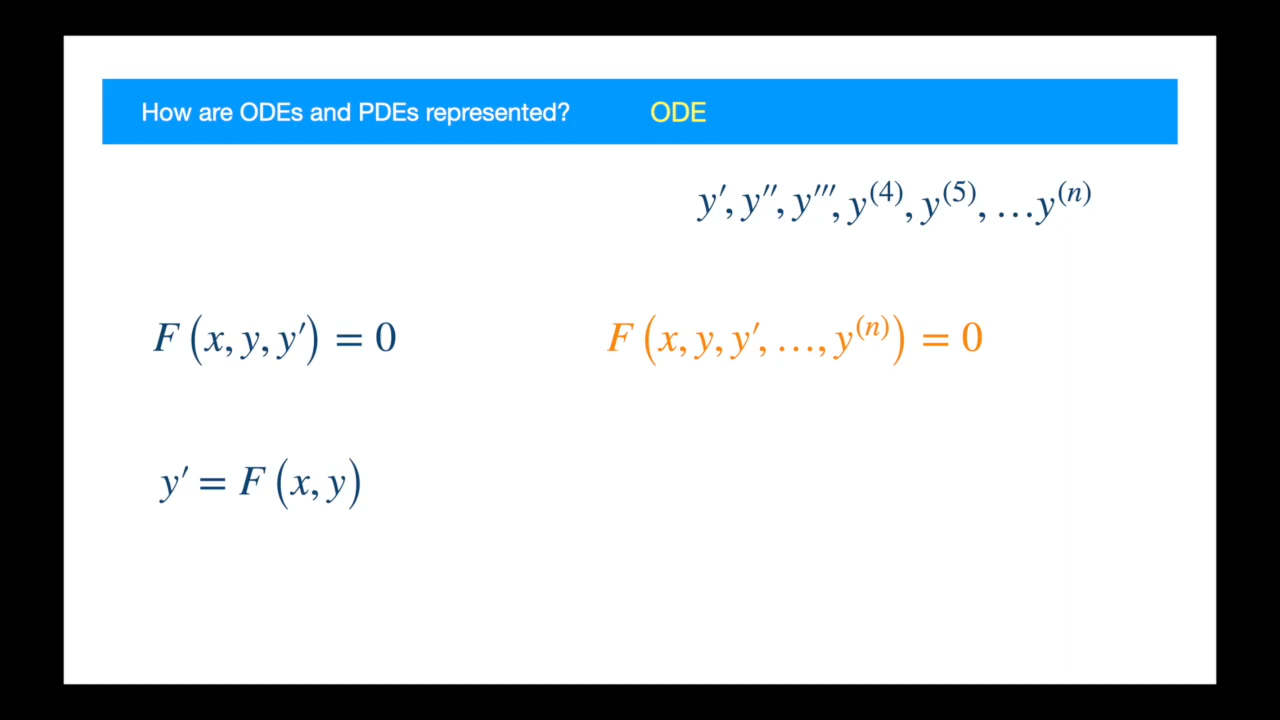 How are ODEs and PDEs represented? ODE
y′, y′′, y′′′, y⁽⁴⁾, y⁽⁵⁾, …y⁽ⁿ⁾
F(x, y, y′) = 0 F(x, y, y′, …, y⁽ⁿ⁾) = 0
y′ = F(x, y)